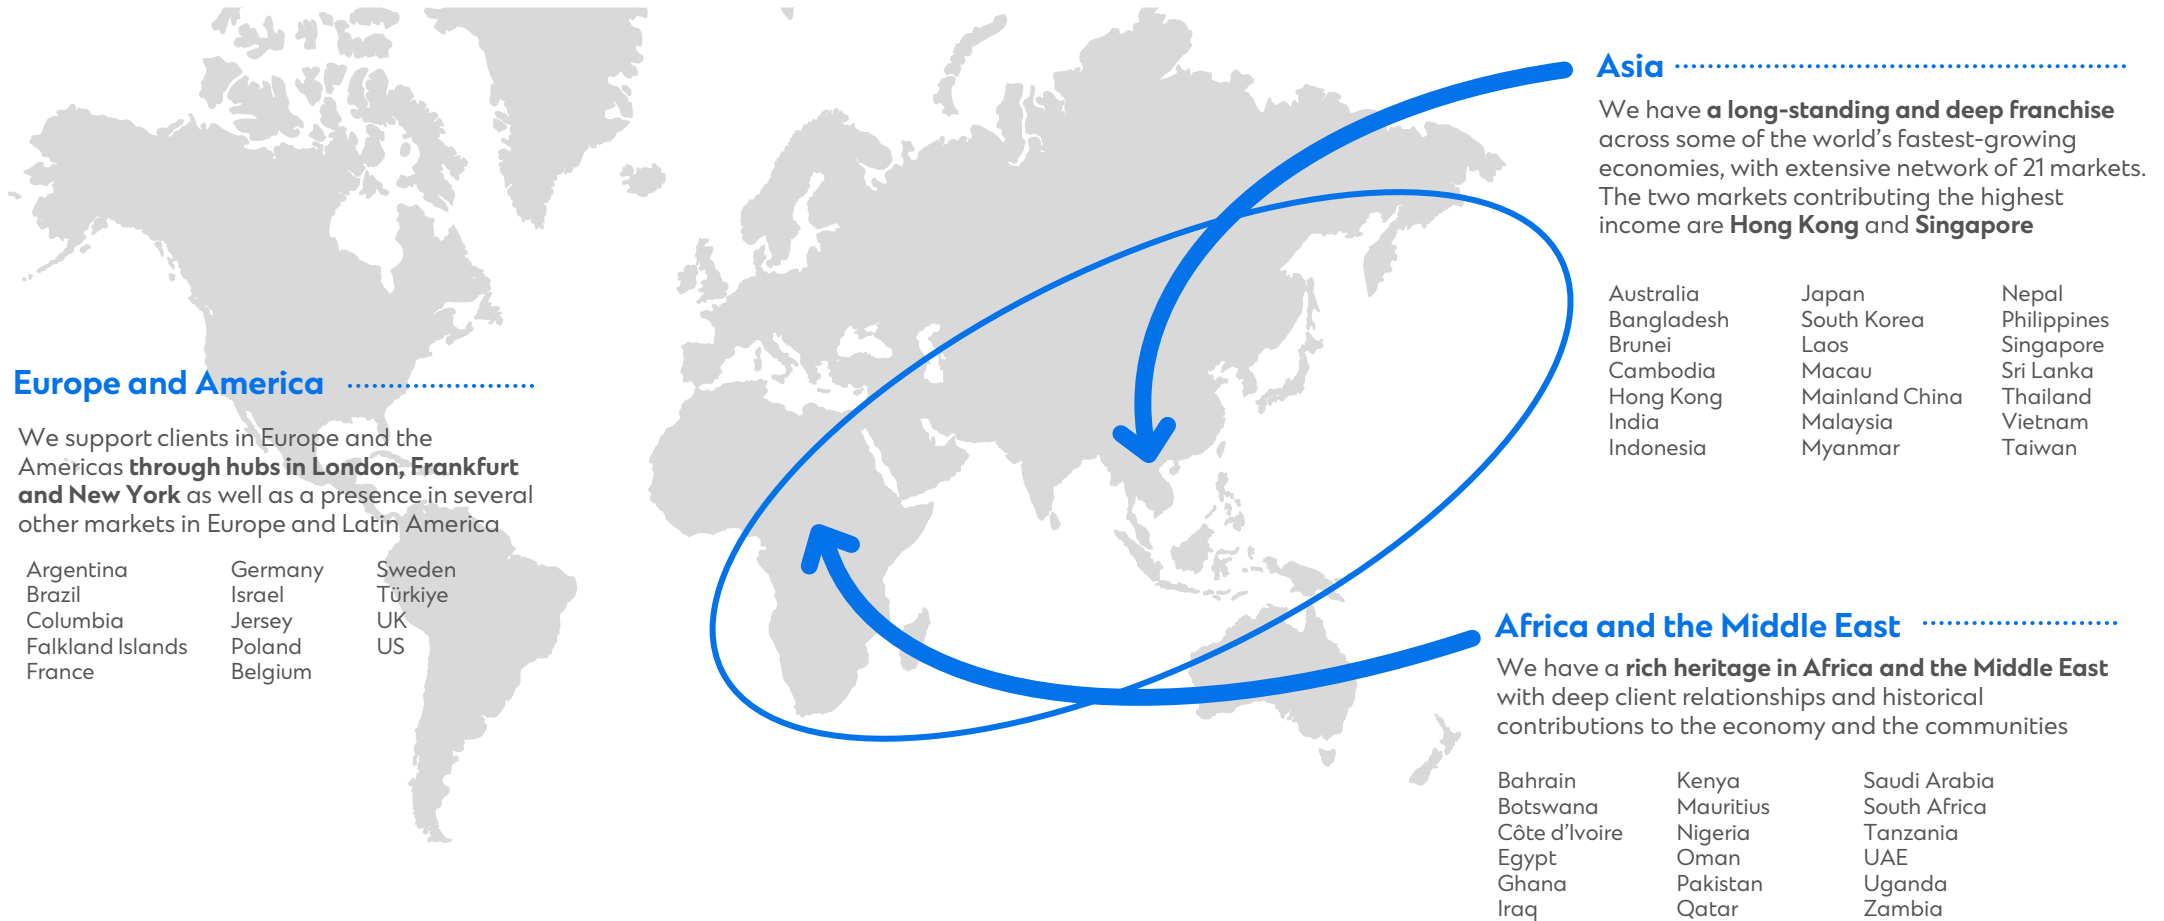 Asia
We have a long-standing and deep franchise
across some of the world's fastest-growing
economies, with extensive network of 21 markets.
The two markets contributing the highest
income are Hong Kong and Singapore
Australia
Bangladesh
Brunei
Cambodia
Hong Kong
India
Indonesia
Japan
South Korea
Laos
Macau
Mainland China
Malaysia
Myanmar
Nepal
Philippines
Singapore
Sri Lanka
Thailand
Vietnam
Taiwan
Europe and America
We support clients in Europe and the
Americas through hubs in London, Frankfurt
and New York as well as a presence in several
other markets in Europe and Latin America
Argentina
Brazil
Columbia
Falkland Islands
France
Germany
Israel
Jersey
Poland
Belgium
Sweden
Türkiye
UK
US
Africa and the Middle East
We have a rich heritage in Africa and the Middle East
with deep client relationships and historical
contributions to the economy and the communities
Bahrain
Botswana
Côte d'Ivoire
Egypt
Ghana
Iraq
Kenya
Mauritius
Nigeria
Oman
Pakistan
Qatar
Saudi Arabia
South Africa
Tanzania
UAE
Uganda
Zambia